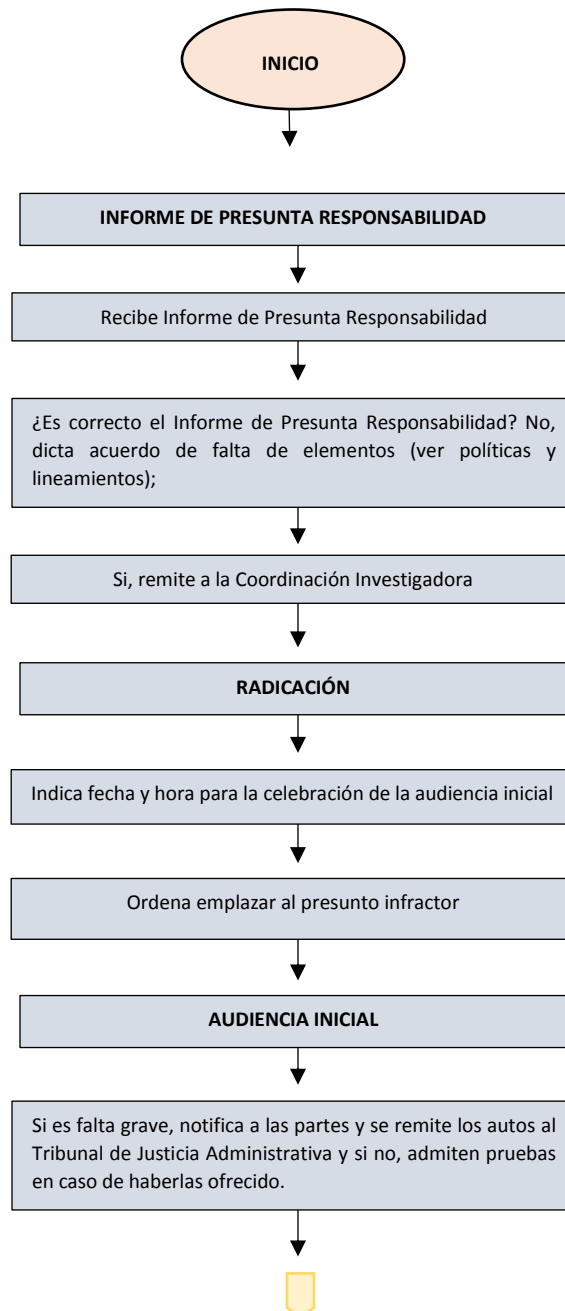 INICIO
INFORME DE PRESUNTA RESPONSABILIDAD
Recibe Informe de Presunta Responsabilidad
¿Es correcto el Informe de Presunta Responsabilidad? No,
dicta acuerdo de falta de elementos (ver políticas y
lineamientos);
Si, remite a la Coordinación Investigadora
RADICACIÓN
Indica fecha y hora para la celebración de la audiencia inicial
Ordena emplazar al presunto infractor
AUDIENCIA INICIAL
Si es falta grave, notifica a las partes y se remite los autos al
Tribunal de Justicia Administrativa y si no, admiten pruebas
en caso de haberlas ofrecido.